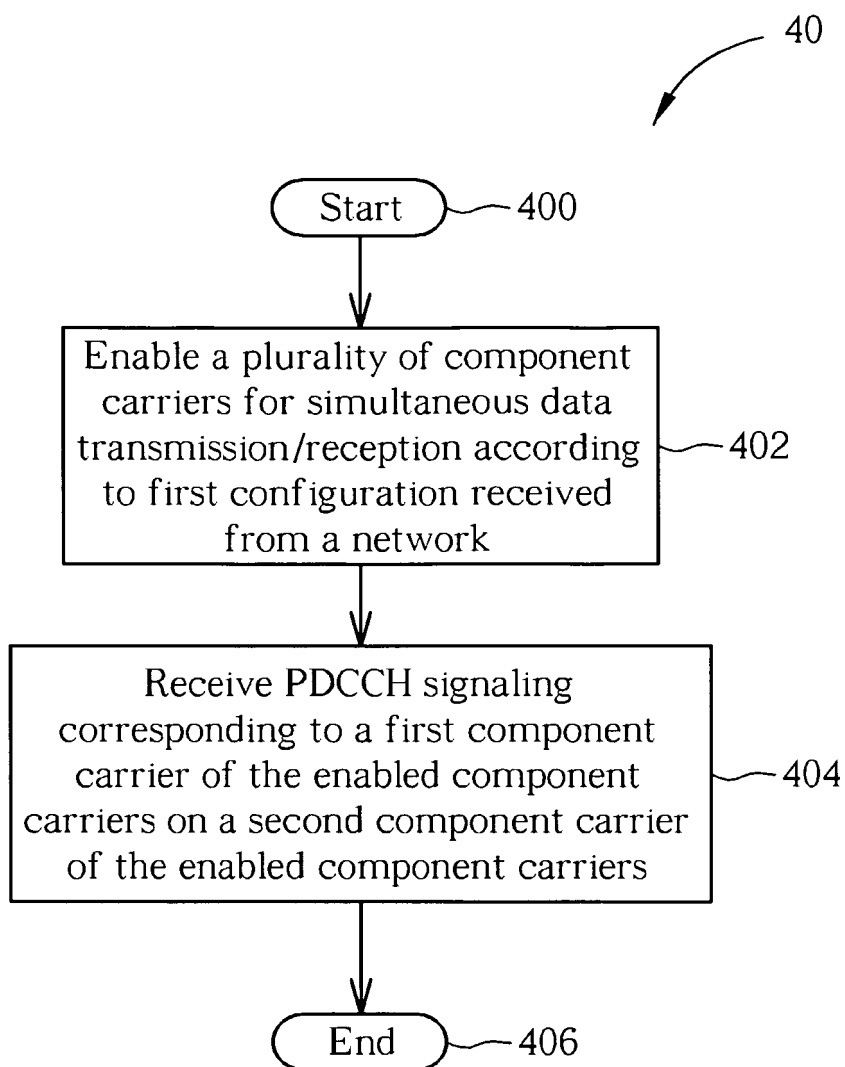 40
Start
400
Enable a plurality of component
carriers for simultaneous data
transmission/reception according
to first configuration received
from a network
402
Receive PDCCH signaling
corresponding to a first component
carrier of the enabled component
carriers on a second component carrier
of the enabled component carriers
404
End
406